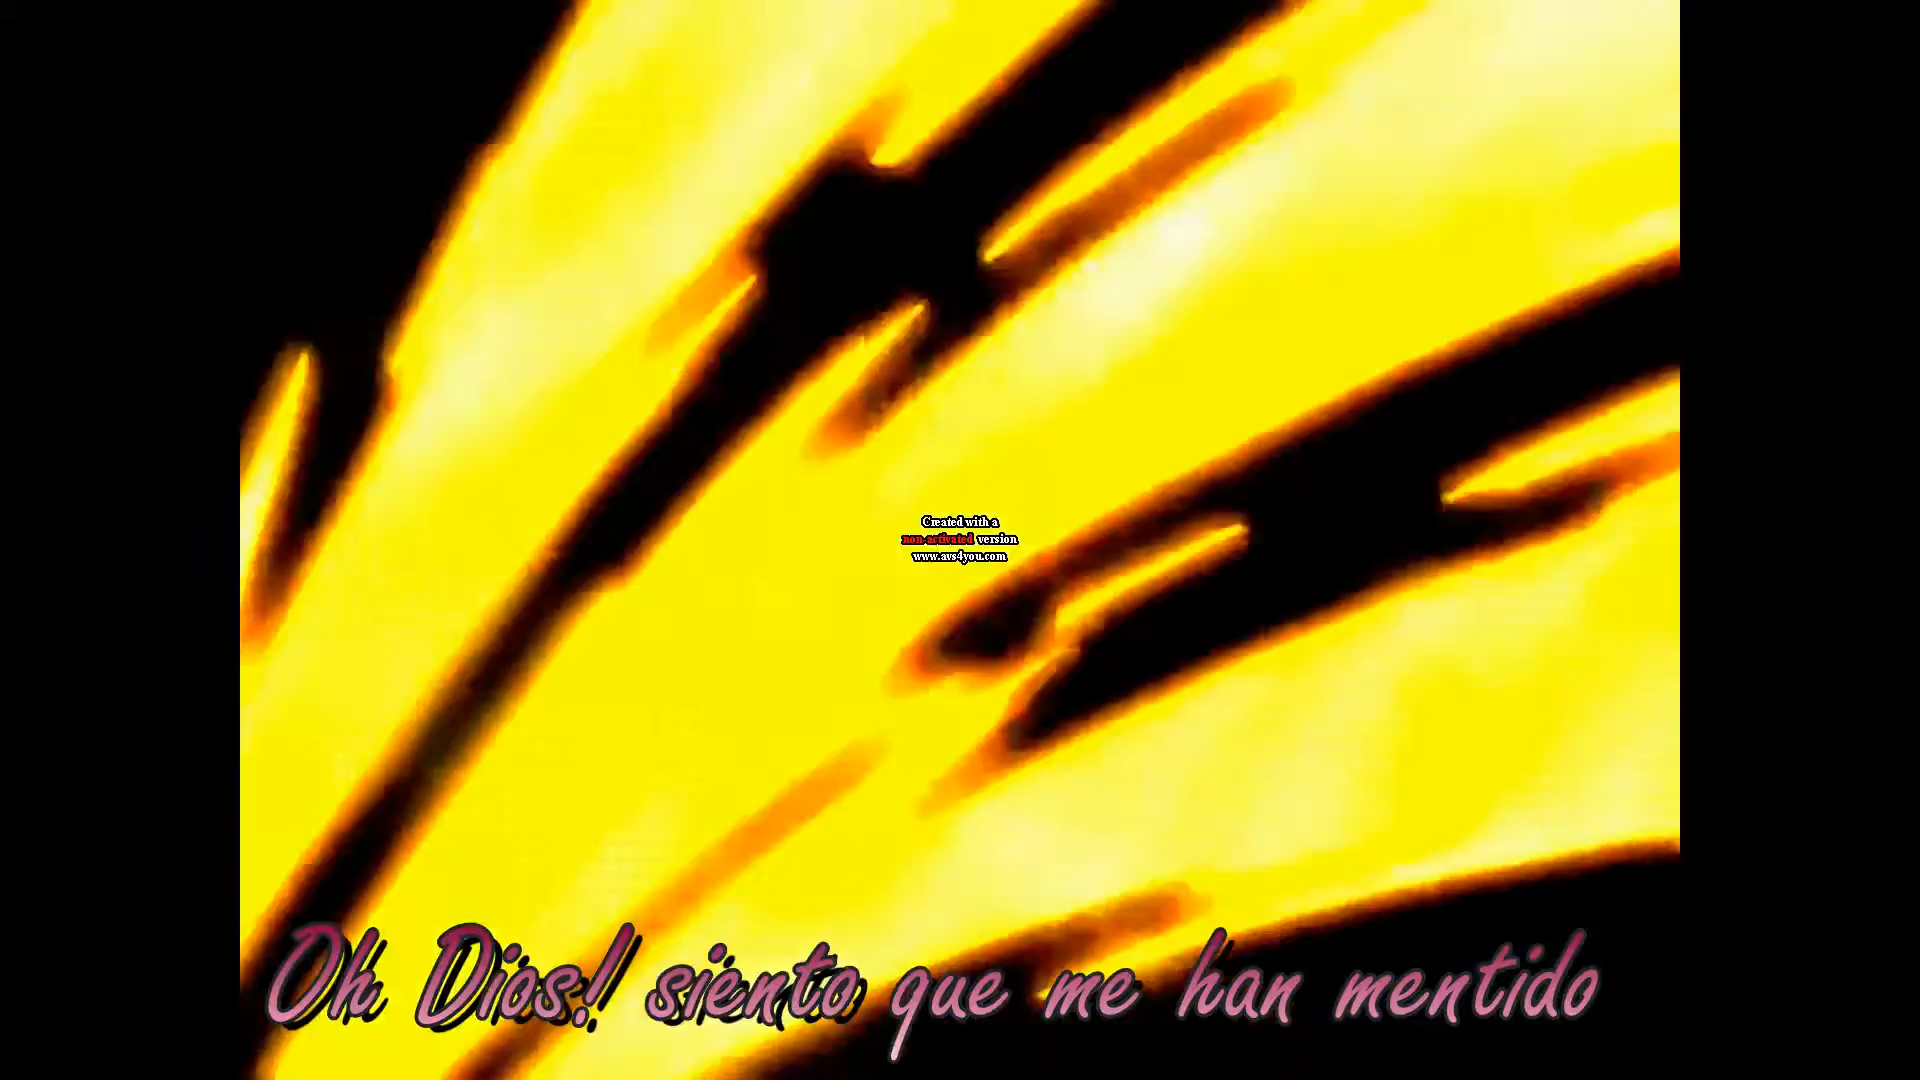 Created with a
non-activated version
www.avs4you.com
Oh Dios! siento que me han mentido